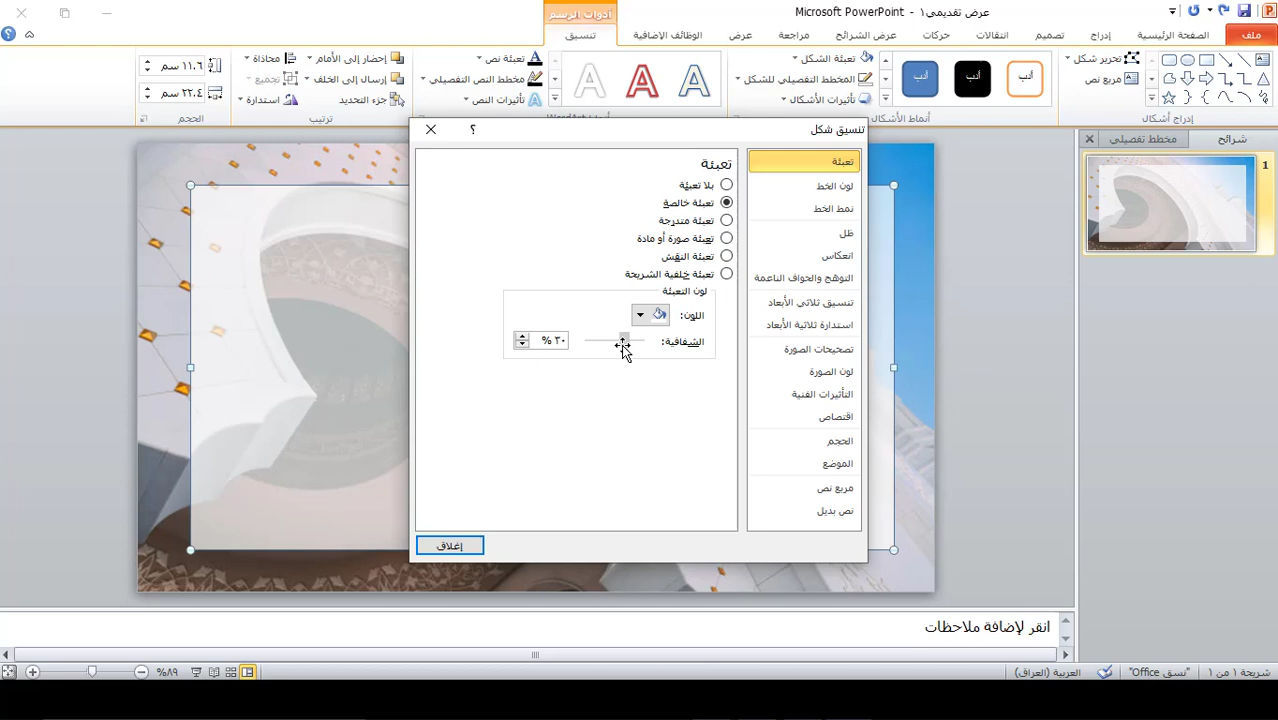 عرض تقديمي١ - Microsoft PowerPoint
أدوات الرسم
ملف
الصفحة الرئيسية
إدراج
تصميم
انتقالات
حركات
عرض الشرائح
مراجعة
عرض
الوظائف الإضافية
تنسيق
تحرير شكل
مربع نص
إدراج أشكال
أبت
أبت
أبت
تعبئة الشكل
المخطط التفصيلي للشكل
تأثيرات الأشكال
أنماط الأشكال
A
A
A
تعبئة نص
مخطط النص التفصيلي
تأثيرات النص
إحضار إلى الأمام
إرسال إلى الخلف
جزء التحديد
محاذاة
تجميع
استدارة
ترتيب
١١.٦ سم
٢٢.٤ سم
الحجم
شرائح
مخطط تفصيلي
1
تنسيق شكل
؟
تعبئة
لون الخط
نمط الخط
ظل
انعكاس
التوهج والحواف الناعمة
تنسيق ثلاثي الأبعاد
استدارة ثلاثية الأبعاد
تصحيحات الصورة
لون الصورة
التأثيرات الفنية
اقتصاص
الحجم
الموضع
مربع نص
نص بديل
تعبئة
بلا تعبئة
تعبئة خالصة
تعبئة متدرجة
تعبئة صورة أو مادة
تعبئة النقش
تعبئة خلفية الشريحة
لون التعبئة
اللون:
الشفافية:
٣٠ %
إغلاق
انقر لإضافة ملاحظات
شريحة ١ من ١
"نسق Office"
العربية (العراق)
٨٩%